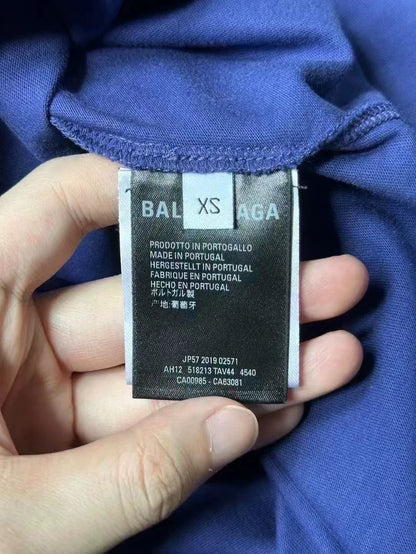 BAL XS AGA
PRODOTTO IN PORTOGALLO
MADE IN PORTUGAL
HERGESTELLT IN PORTUGAL
FABRIQUE EN PORTUGAL
HECHO EN PORTUGAL
ポルトガル製
产地:葡萄牙
JP57 2019 02571
AH12 518213 TAV44 4540
CA00985 - CA63081